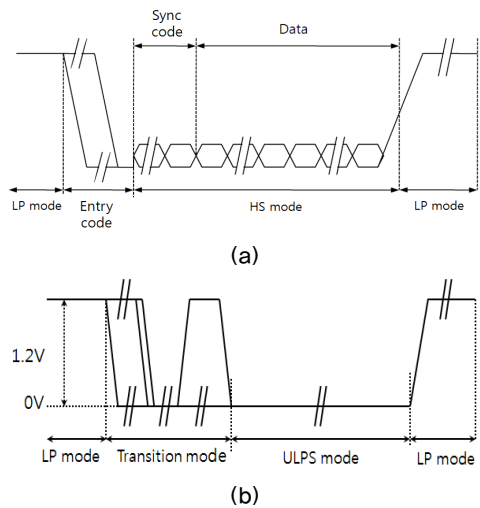 Sync
code
Data
LP mode
Entry
code
HS mode
LP mode
(a)
1.2V
0V
LP mode
Transition mode
ULPS mode
LP mode
(b)